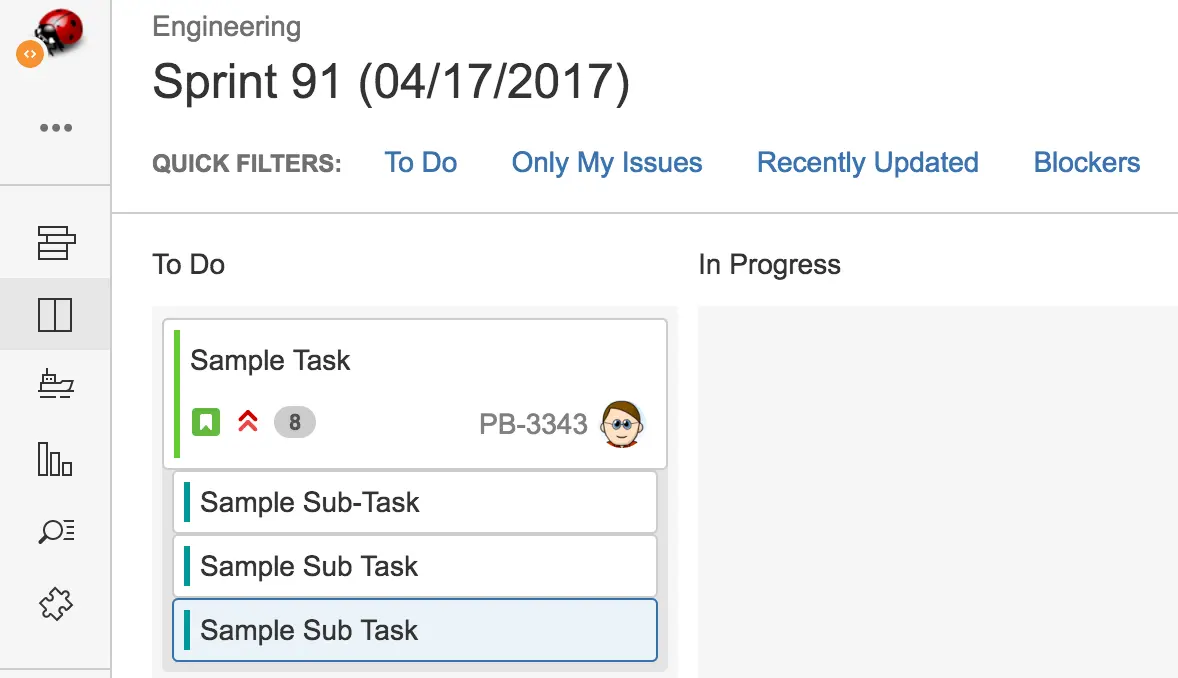 Engineering
Sprint 91 (04/17/2017)
QUICK FILTERS: To Do Only My Issues Recently Updated Blockers
To Do In Progress
Sample Task
8 PB-3343
Sample Sub-Task
Sample Sub Task
Sample Sub Task